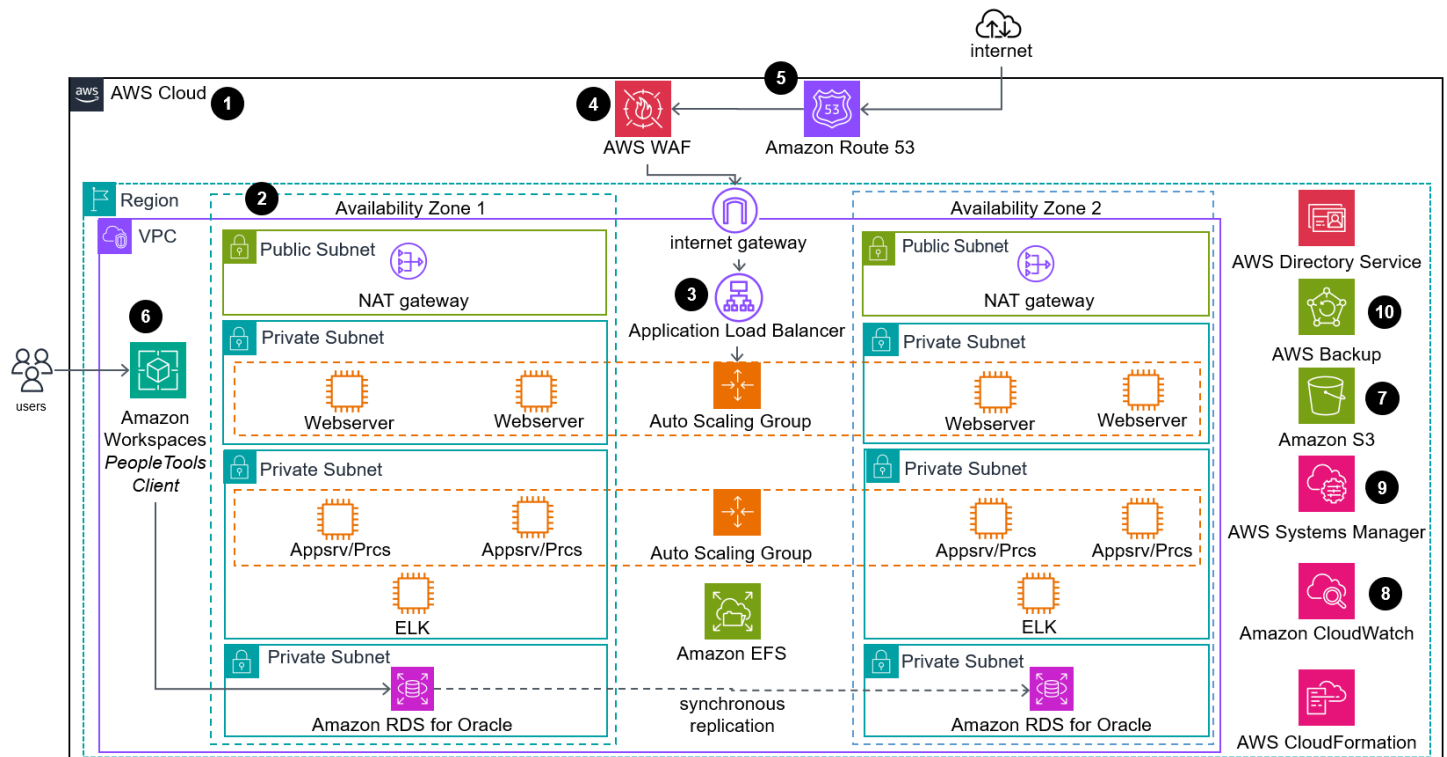 internet
aws
AWS Cloud
1
4
5
53
AWS WAF
Amazon Route 53
Region
2
Availability Zone 1
Availability Zone 2
VPC
internet gateway
Public Subnet
NAT gateway
Public Subnet
NAT gateway
AWS Directory Service
3
Application Load Balancer
10
AWS Backup
6
users
Amazon
Workspaces
PeopleTools
Client
Private Subnet
Webserver
Webserver
Auto Scaling Group
Private Subnet
Webserver
Webserver
7
Amazon S3
Private Subnet
Appsrv/Prcs
Appsrv/Prcs
Auto Scaling Group
Private Subnet
Appsrv/Prcs
Appsrv/Prcs
9
AWS Systems Manager
ELK
Amazon EFS
ELK
8
Amazon CloudWatch
Private Subnet
Amazon RDS for Oracle
synchronous
replication
Private Subnet
Amazon RDS for Oracle
AWS CloudFormation